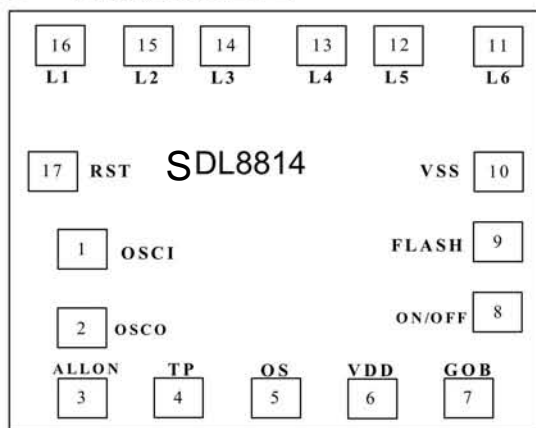 16 15 14 13 12 11
L1 L2 L3 L4 L5 L6
17 RST SDL8814 VSS 10
1 OSCI FLASH 9
2 OSCO ON/OFF 8
ALLON TP OS VDD GOB
3 4 5 6 7